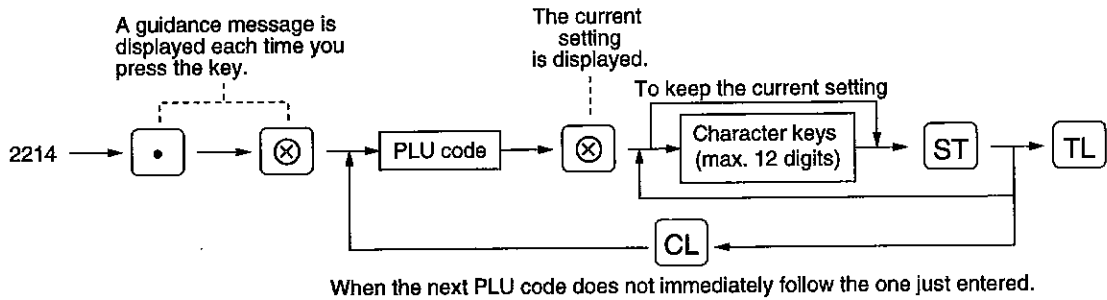 A guidance message is
displayed each time you
press the key.
The current
setting
is displayed.
To keep the current setting
2214
•
⊗
PLU code
⊗
Character keys
(max. 12 digits)
ST
TL
CL
When the next PLU code does not immediately follow the one just entered.